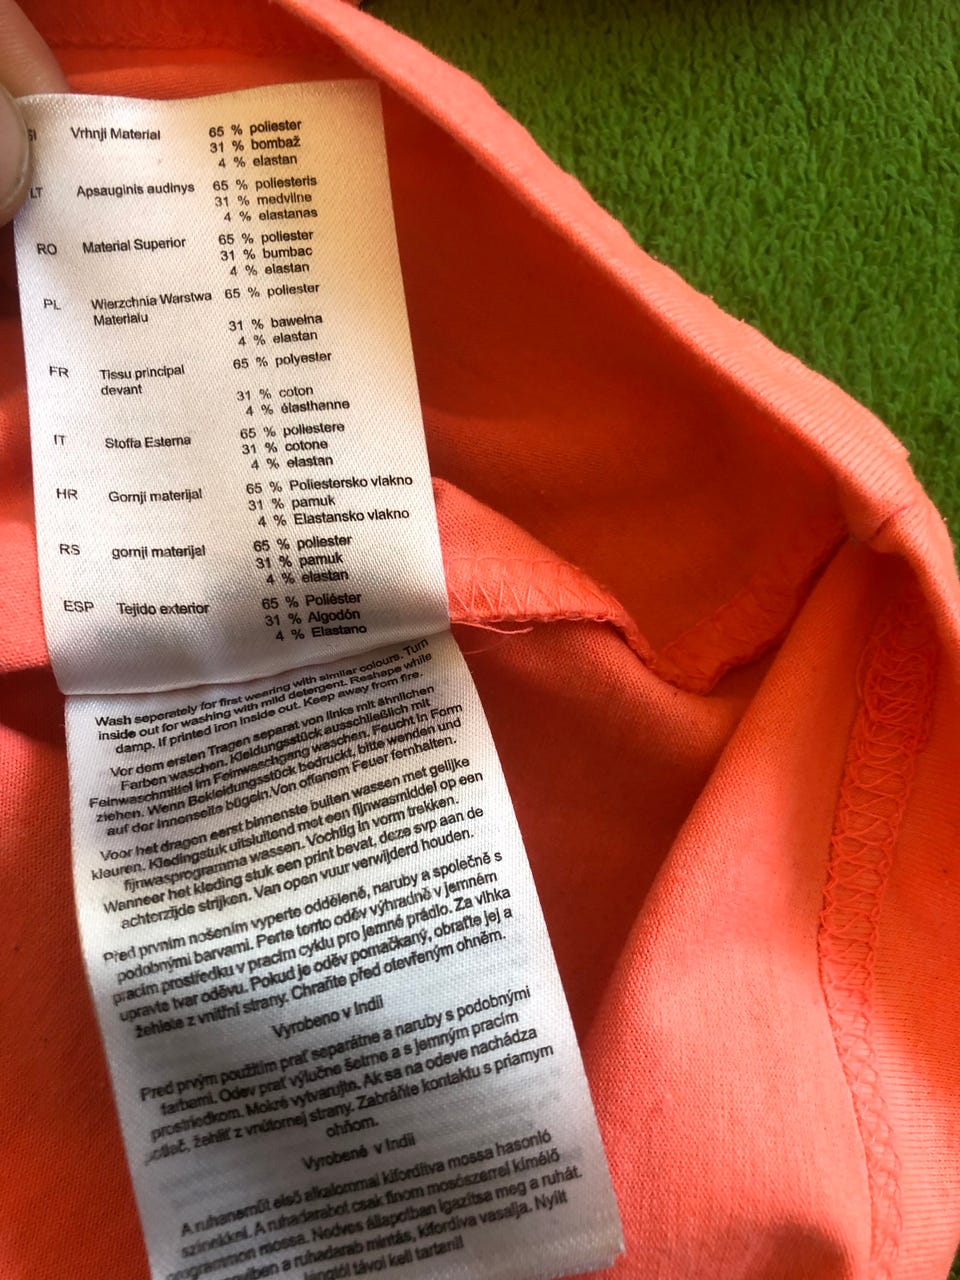 SI Vrhnji Material 65 % poliester
31 % bombaž
4 % elastan
LT Apsauginis audinys 65 % poliesteris
31 % medvilne
4 % elastanas
RO Material Superior 65 % poliester
31 % bumbac
4 % elastan
PL Wierzchnia Warstwa 65 % poliester
Materialu
31 % bawełna
4 % elastan
FR Tissu principal 65 % polyester
devant
31 % coton
4 % élasthanne
IT Stoffa Esterna 65 % poliestere
31 % cotone
4 % elastan
HR Gornji materijal 65 % Poliestersko vlakno
31 % pamuk
4 % Elastansko vlakno
RS gornji materijal 65 % poliester
31 % pamuk
4 % elastan
ESP Tejido exterior 65 % Poliéster
31 % Algodón
4 % Elastano
Wash seperately for first wearing with similar colours. Turn
inside out for washing with mild detergent. Reshape while
damp. If printed iron inside out. Keep away from fire.
Vor dem ersten Tragen separat von links mit ähnlichen
Farben waschen. Kleidungsstück ausschließlich mit
Feinwaschmittel im Feinwaschgang waschen. Feucht in Form
ziehen. Wenn Bekleidungsstück bedruckt, bitte wenden und
auf der Innenseite bügeln.Von offenem Feuer fernhalten.
Voor het dragen eerst binnenste buiten wassen met gelijke
kleuren. Kledingstuk uitsluitend met een fijnwasmiddel op een
fijnwasprogramma wassen. Vochtig in vorm trekken.
Wanneer het kleding stuk een print bevat, deze svp aan de
achterzijde strijken. Van open vuur verwijderd houden.
Před prvním nošením vyperte odděleně, naruby a společně s
podobnými barvami. Perte tento oděv výhradně v jemném
pracím prostředku v pracím cyklu pro jemné prádlo. Za vlhka
upravte tvar oděvu. Pokud je oděv pomačkaný, obraťte jej a
žehlete z vnitřní strany. Chraňte před otevřeným ohněm.
Vyrobeno v Indii
Pred prvým použitím prať separátne a naruby s podobnými
farbami. Odev prať výlučne šetrne a s jemným pracím
prostriedkom. Mokré vytvarujte. Ak sa na odeve nachádza
potlač, žehliť z vnútornej strany. Zabráňte kontaktu s priamym
ohňom.
Vyrobené v Indii
A ruhaneműt első alkalommal kifordítva mossa hasonló
színekkel. A ruhadarabot csak finom mosószerrel kímélő
programmon mossa. Nedves állapotban igazítsa meg a ruhát.
a ruhadarab mintás, kifordítva vasalja. Nyílt
lángtól távol kell tartani!